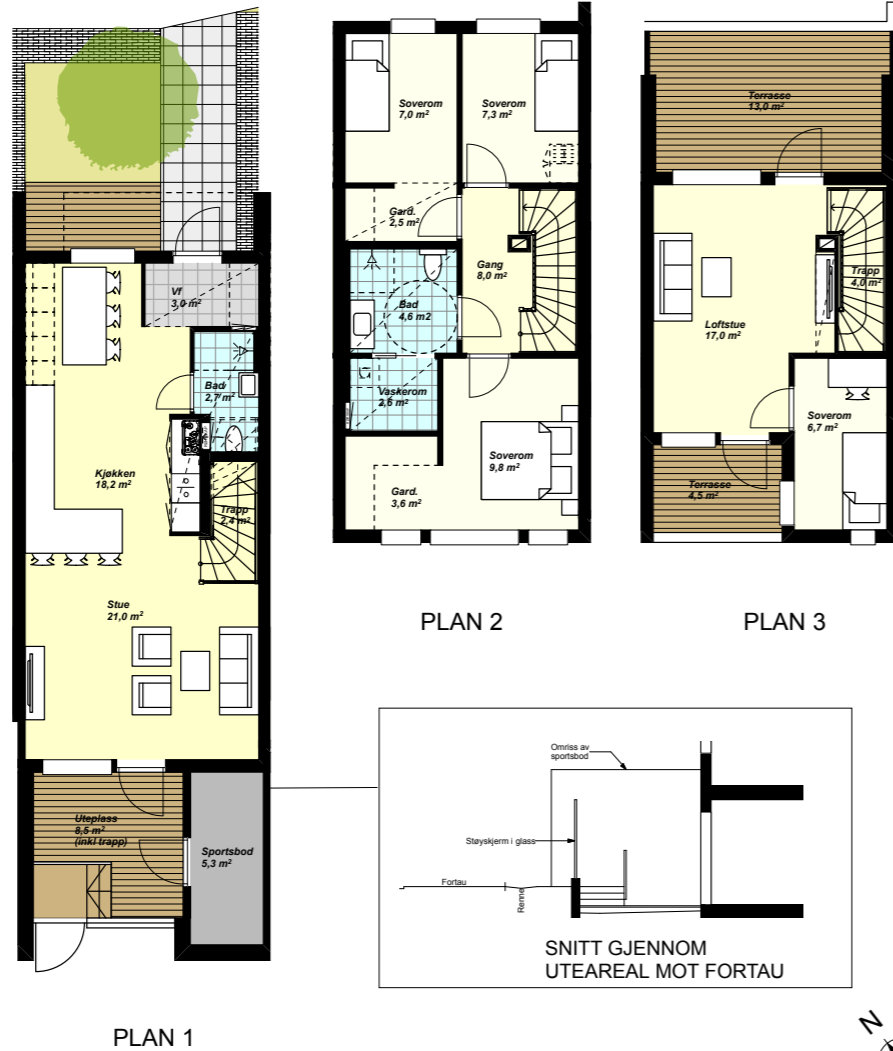 Vf
3,0 m²
Bad
2,7 m²
Kjøkken
18,2 m²
Trapp
2,4 m²
Stue
21,0 m²
Uteplass
8,5 m²
(inkl trapp)
Sportsbod
5,3 m²
PLAN 1
Soverom
7,0 m²
Soverom
7,3 m²
Gard.
2,5 m²
Gang
8,0 m²
Bad
4,6 m2
Vaskerom
2,6 m²
Soverom
9,8 m²
Gard.
3,6 m²
PLAN 2
Terrasse
13,0 m²
Trapp
4,0 m²
Loftstue
17,0 m²
Soverom
6,7 m²
Terrasse
4,5 m²
PLAN 3
Omriss av
sportsbod
Støyskjerm i glass
Fortau
Renne
SNITT GJENNOM
UTEAREAL MOT FORTAU
N